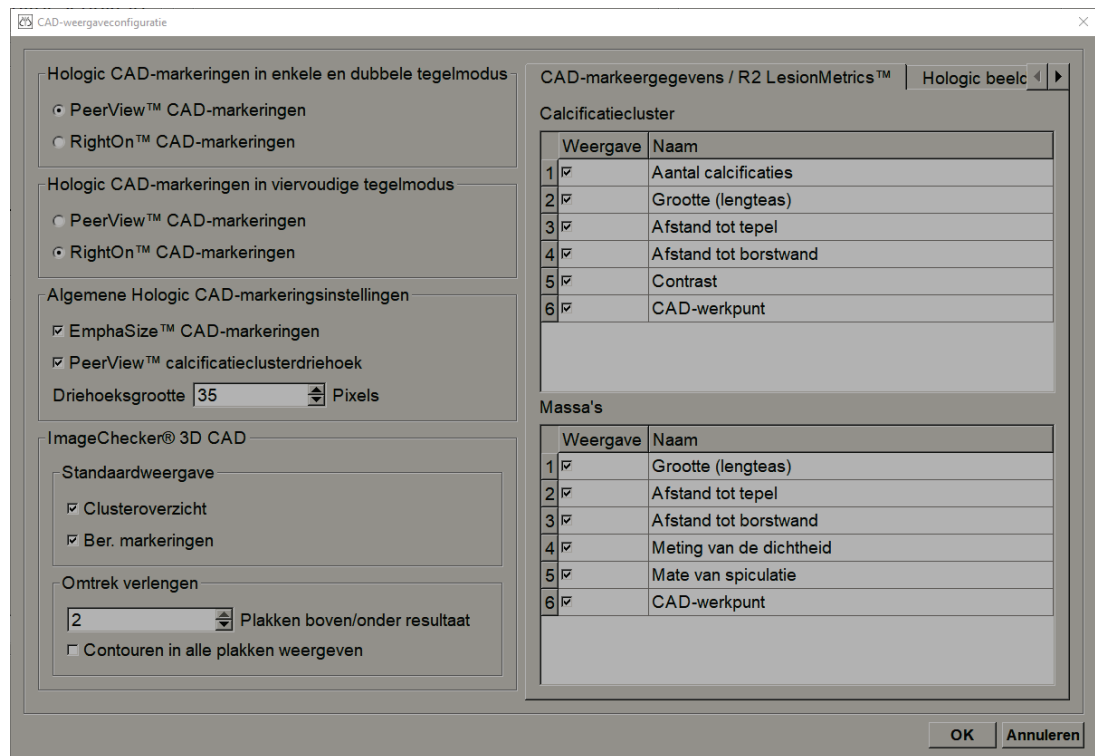 CAD-weergaveconfiguratie
Hologic CAD-markeringen in enkele en dubbele tegelmodus
PeerView™ CAD-markeringen
RightOn™ CAD-markeringen
Hologic CAD-markeringen in viervoudige tegelmodus
PeerView™ CAD-markeringen
RightOn™ CAD-markeringen
Algemene Hologic CAD-markeringsinstellingen
EmphaSize™ CAD-markeringen
PeerView™ calcificatieclusterdriehoek
Driehoeksgrootte 35 Pixels
ImageChecker® 3D CAD
Standaardweergave
Clusteroverzicht
Ber. markeringen
Omtrek verlengen
2 Plakken boven/onder resultaat
Contouren in alle plakken weergeven
CAD-markeergegevens / R2 LesionMetrics™ Hologic beeld
Calcificatiecluster
Weergave Naam
1 Aantal calcificaties
2 Grootte (lengteas)
3 Afstand tot tepel
4 Afstand tot borstwand
5 Contrast
6 CAD-werkpunt
Massa's
Weergave Naam
1 Grootte (lengteas)
2 Afstand tot tepel
3 Afstand tot borstwand
4 Meting van de dichtheid
5 Mate van spiculatie
6 CAD-werkpunt
OK Annuleren